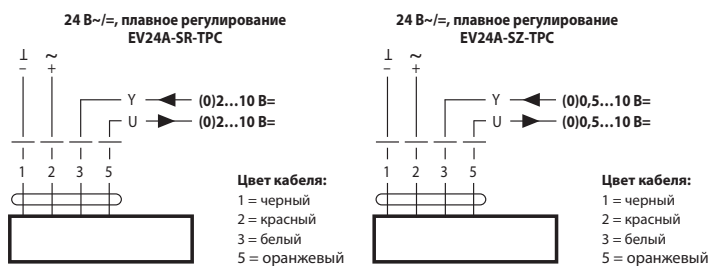 24 В~/=, плавное регулирование
EV24A-SR-TPC
⊥ ~
– +
Y (0)2...10 В=
U (0)2...10 В=
1 2 3 5
Цвет кабеля:
1 = черный
2 = красный
3 = белый
5 = оранжевый
24 В~/=, плавное регулирование
EV24A-SZ-TPC
⊥ ~
– +
Y (0)0,5...10 В=
U (0)0,5...10 В=
1 2 3 5
Цвет кабеля:
1 = черный
2 = красный
3 = белый
5 = оранжевый